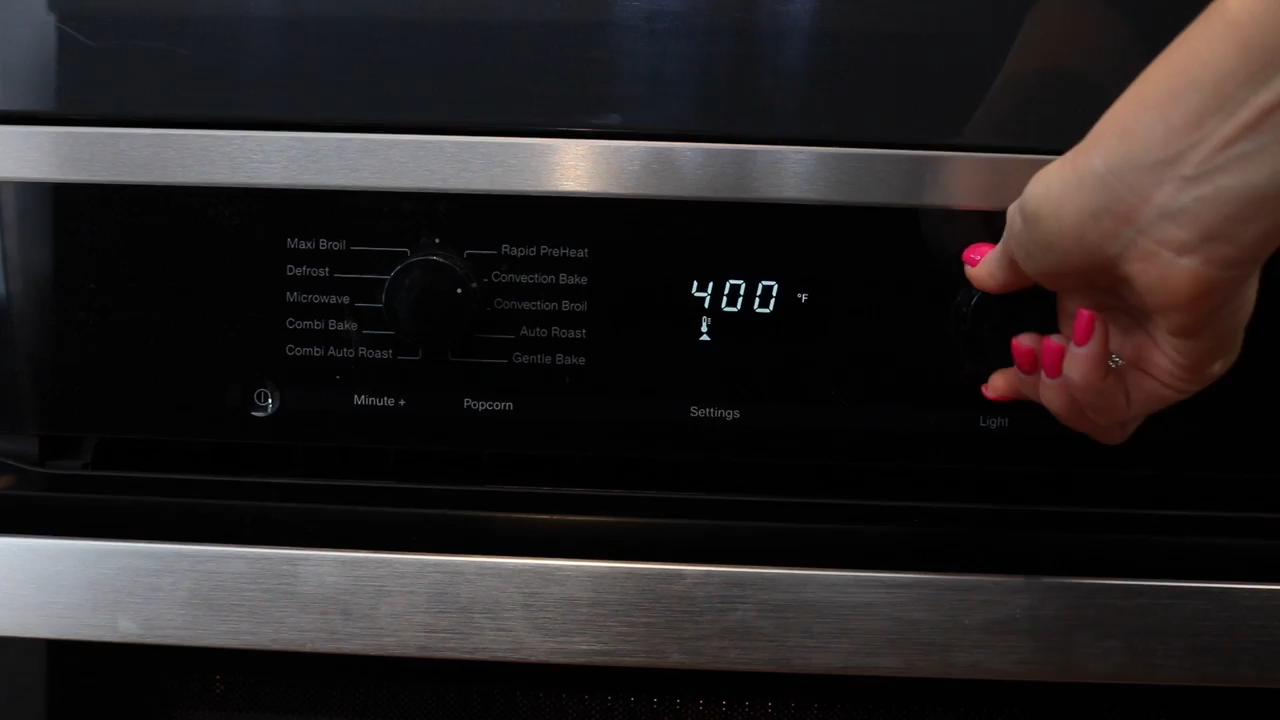 Maxi Broil
Defrost
Microwave
Combi Bake
Combi Auto Roast
Rapid PreHeat
Convection Bake
Convection Broil
Auto Roast
Gentle Bake
400 °F
Minute +
Popcorn
Settings
Light